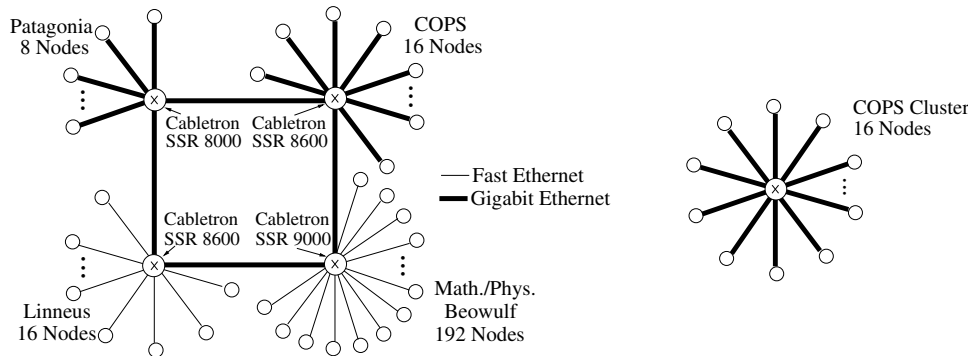 Patagonia
8 Nodes
COPS
16 Nodes
X
X
Cabletron
SSR 8000
Cabletron
SSR 8600
Fast Ethernet
Gigabit Ethernet
Cabletron
SSR 8600
Cabletron
SSR 9000
X
X
Linneus
16 Nodes
Math./Phys.
Beowulf
192 Nodes
COPS Cluster
16 Nodes
X